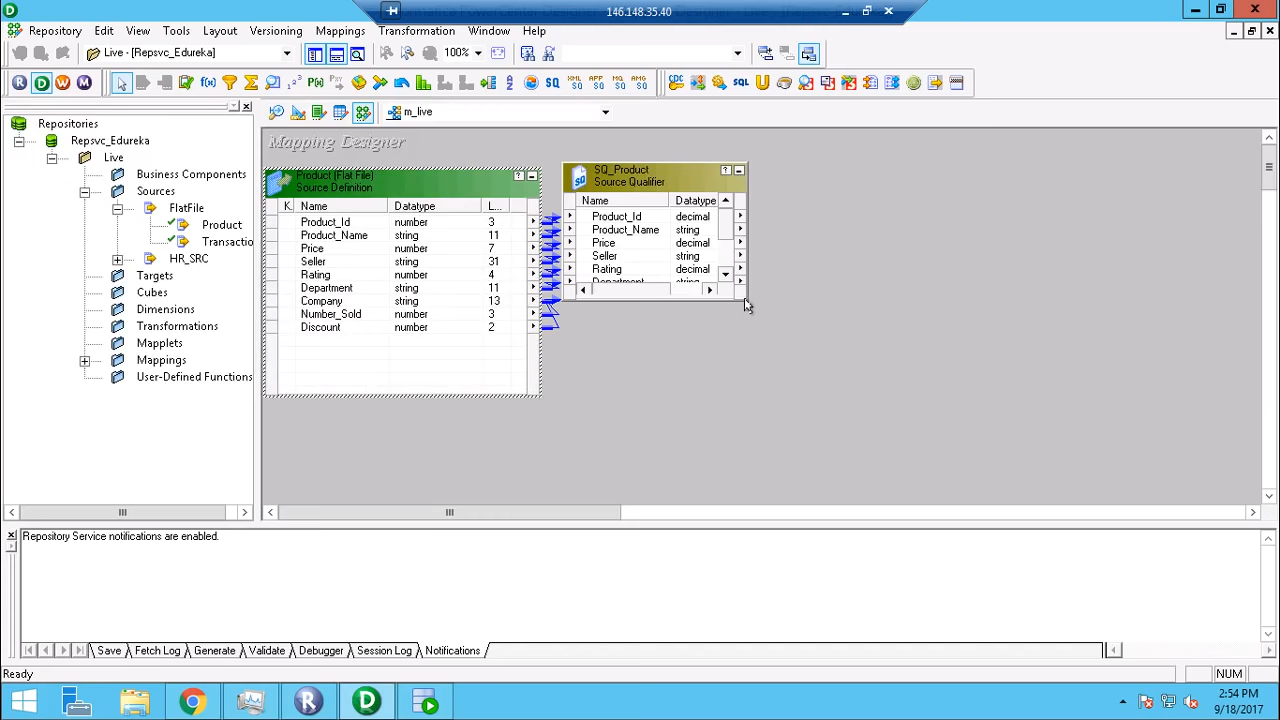 146.148.35.40
Repository Edit View Tools Layout Versioning Mappings Transformation Window Help
Live - [Repsvc_Edureka]
100%
m_live
Repositories
Repsvc_Edureka
Live
Business Components
Sources
FlatFile
Product
Transactio
HR_SRC
Targets
Cubes
Dimensions
Transformations
Mapplets
Mappings
User-Defined Functions
Mapping Designer
Product (Flat File)
Source Definition
K Name Datatype L...
Product_Id number 3
Product_Name string 11
Price number 7
Seller string 31
Rating number 4
Department string 11
Company string 13
Number_Sold number 3
Discount number 2
SQ_Product
Source Qualifier
Name Datatype
Product_Id decimal
Product_Name string
Price decimal
Seller string
Rating decimal
Department string
Repository Service notifications are enabled.
Save Fetch Log Generate Validate Debugger Session Log Notifications
Ready
NUM
2:54 PM
9/18/2017